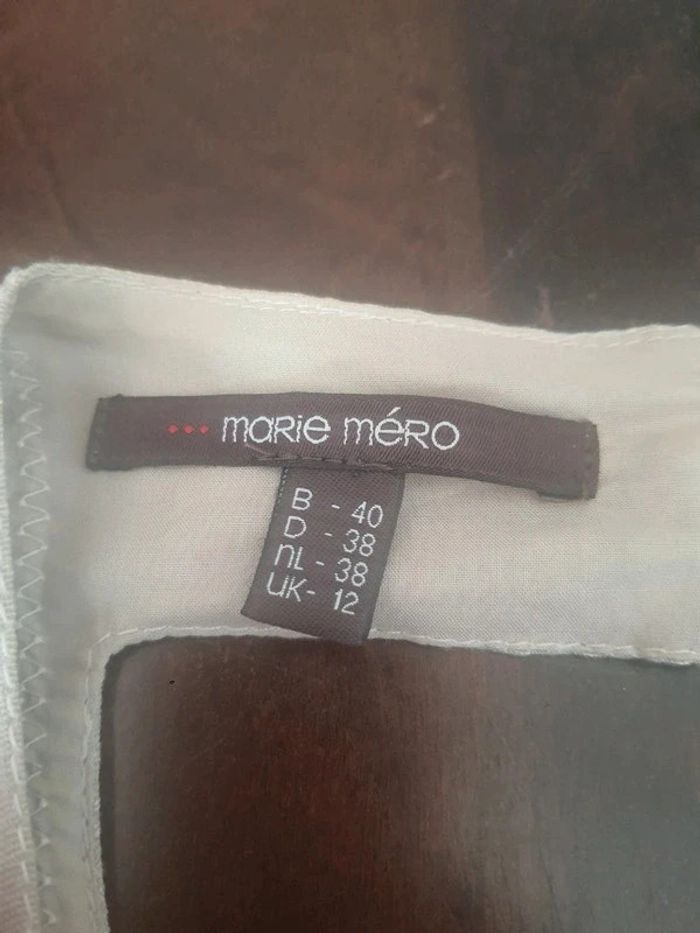 ••• marie méro
B - 40
D - 38
NL - 38
UK - 12